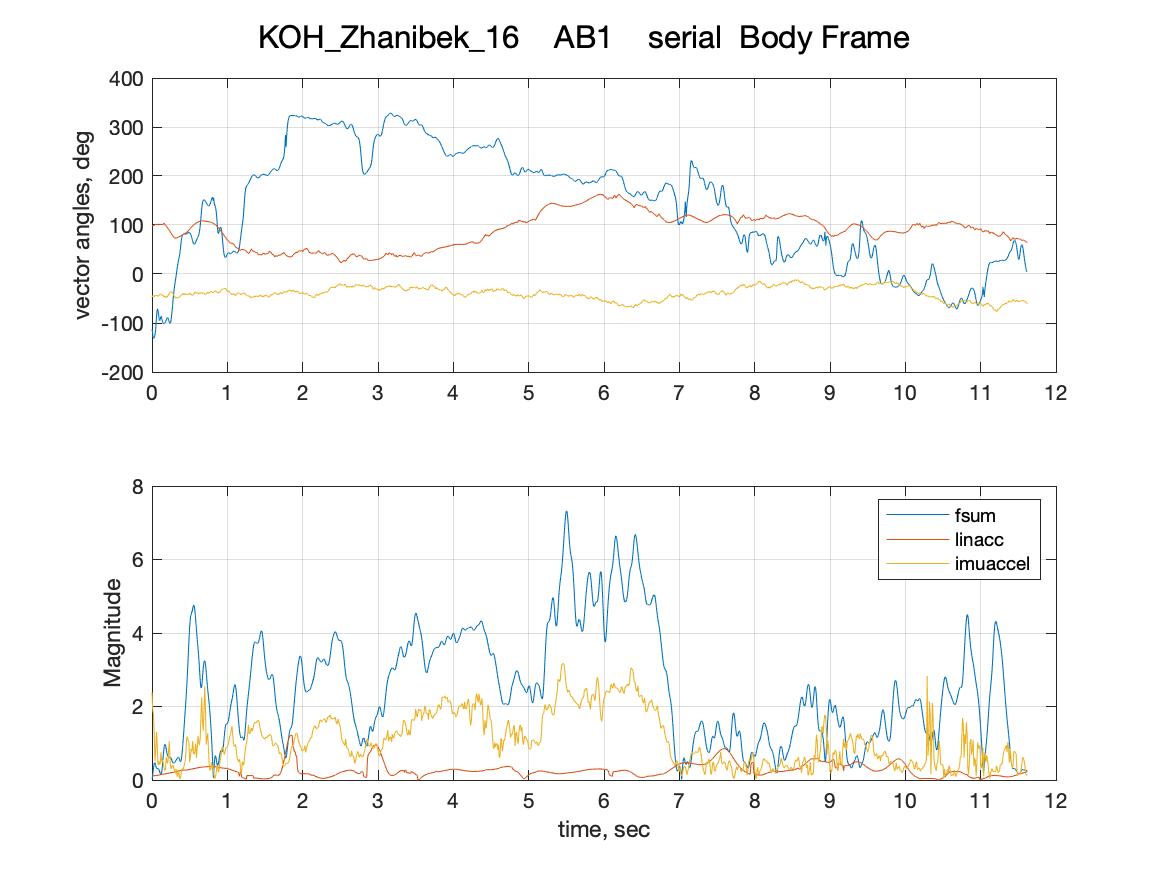 KOH_Zhanibek_16 AB1 serial Body Frame
400
300
200
100
0
-100
-200
vector angles, deg
0 1 2 3 4 5 6 7 8 9 10 11 12
8
6
4
2
0
Magnitude
fsum
linacc
imuaccel
0 1 2 3 4 5 6 7 8 9 10 11 12
time, sec